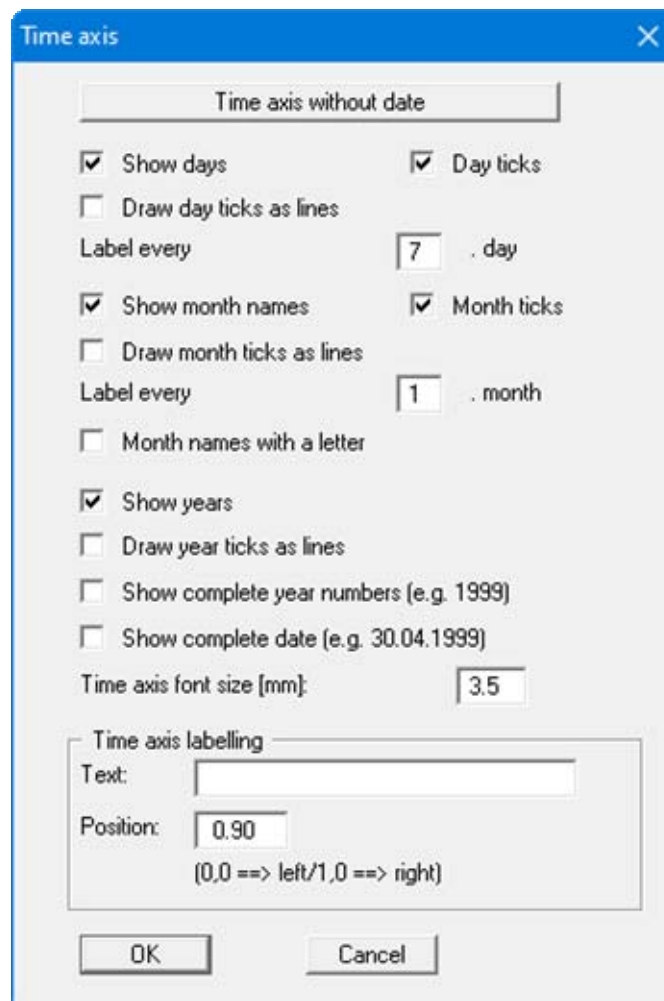 Time axis
Time axis without date
Show days Day ticks
Draw day ticks as lines
Label every 7 . day
Show month names Month ticks
Draw month ticks as lines
Label every 1 . month
Month names with a letter
Show years
Draw year ticks as lines
Show complete year numbers (e.g. 1999)
Show complete date (e.g. 30.04.1999)
Time axis font size [mm]: 3.5
Time axis labelling
Text:
Position: 0.90
(0,0 ==> left/1,0 ==> right)
OK Cancel